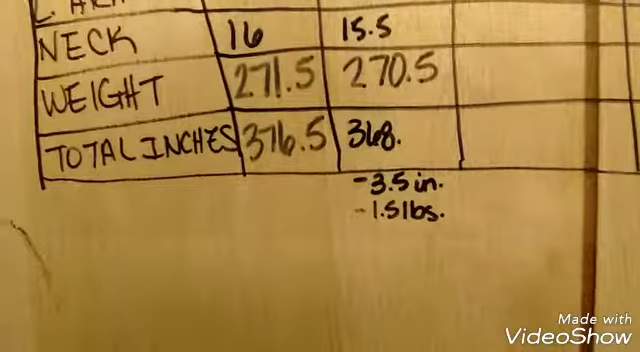 L. ARM
NECK 16 15.5
WEIGHT 271.5 270.5
TOTAL INCHES 376.5 368.
-3.5 in.
-1.5 lbs.
Made with
VideoShow